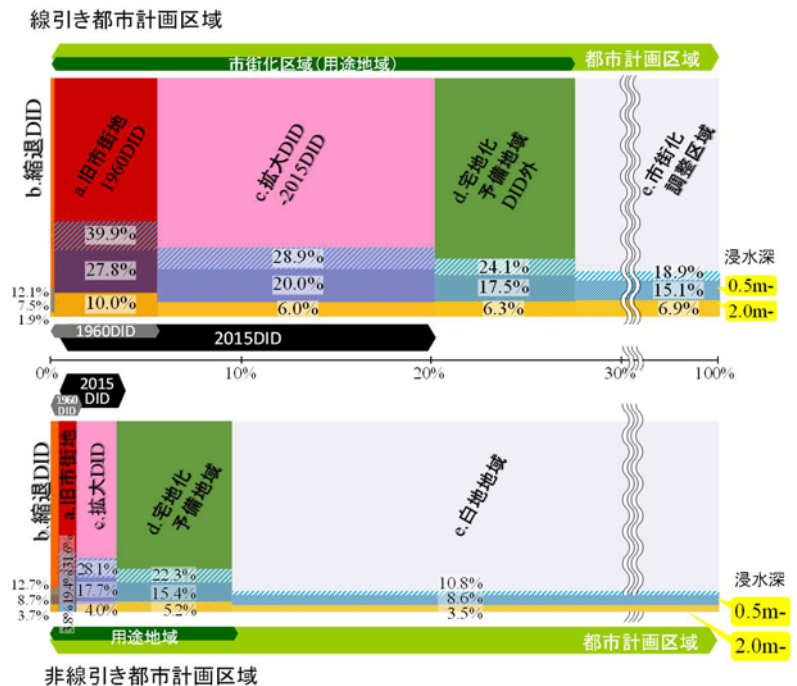 線引き都市計画区域
市街化区域(用途地域)
都市計画区域
b.縮退DID
a.旧市街地
1960DID
c.拡大DID
-2015DID
d.宅地化
予備地域
DID外
e.市街化
調整区域
39.9%
27.8%
10.0%
28.9%
20.0%
6.0%
24.1%
17.5%
6.3%
18.9%
15.1%
6.9%
浸水深
0.5m-
2.0m-
12.1%
7.5%
1.9%
1960DID
2015DID
0%
10%
20%
30%
100%
2015
DID
1960
DID
b.縮退DID
a.旧市街地
c.拡大DID
d.宅地化
予備地域
e.白地地域
12.7%
8.7%
3.7%
31.6%
19.4%
5.8%
28.1%
17.7%
4.0%
22.3%
15.4%
5.2%
10.8%
8.6%
3.5%
浸水深
0.5m-
2.0m-
用途地域
都市計画区域
非線引き都市計画区域